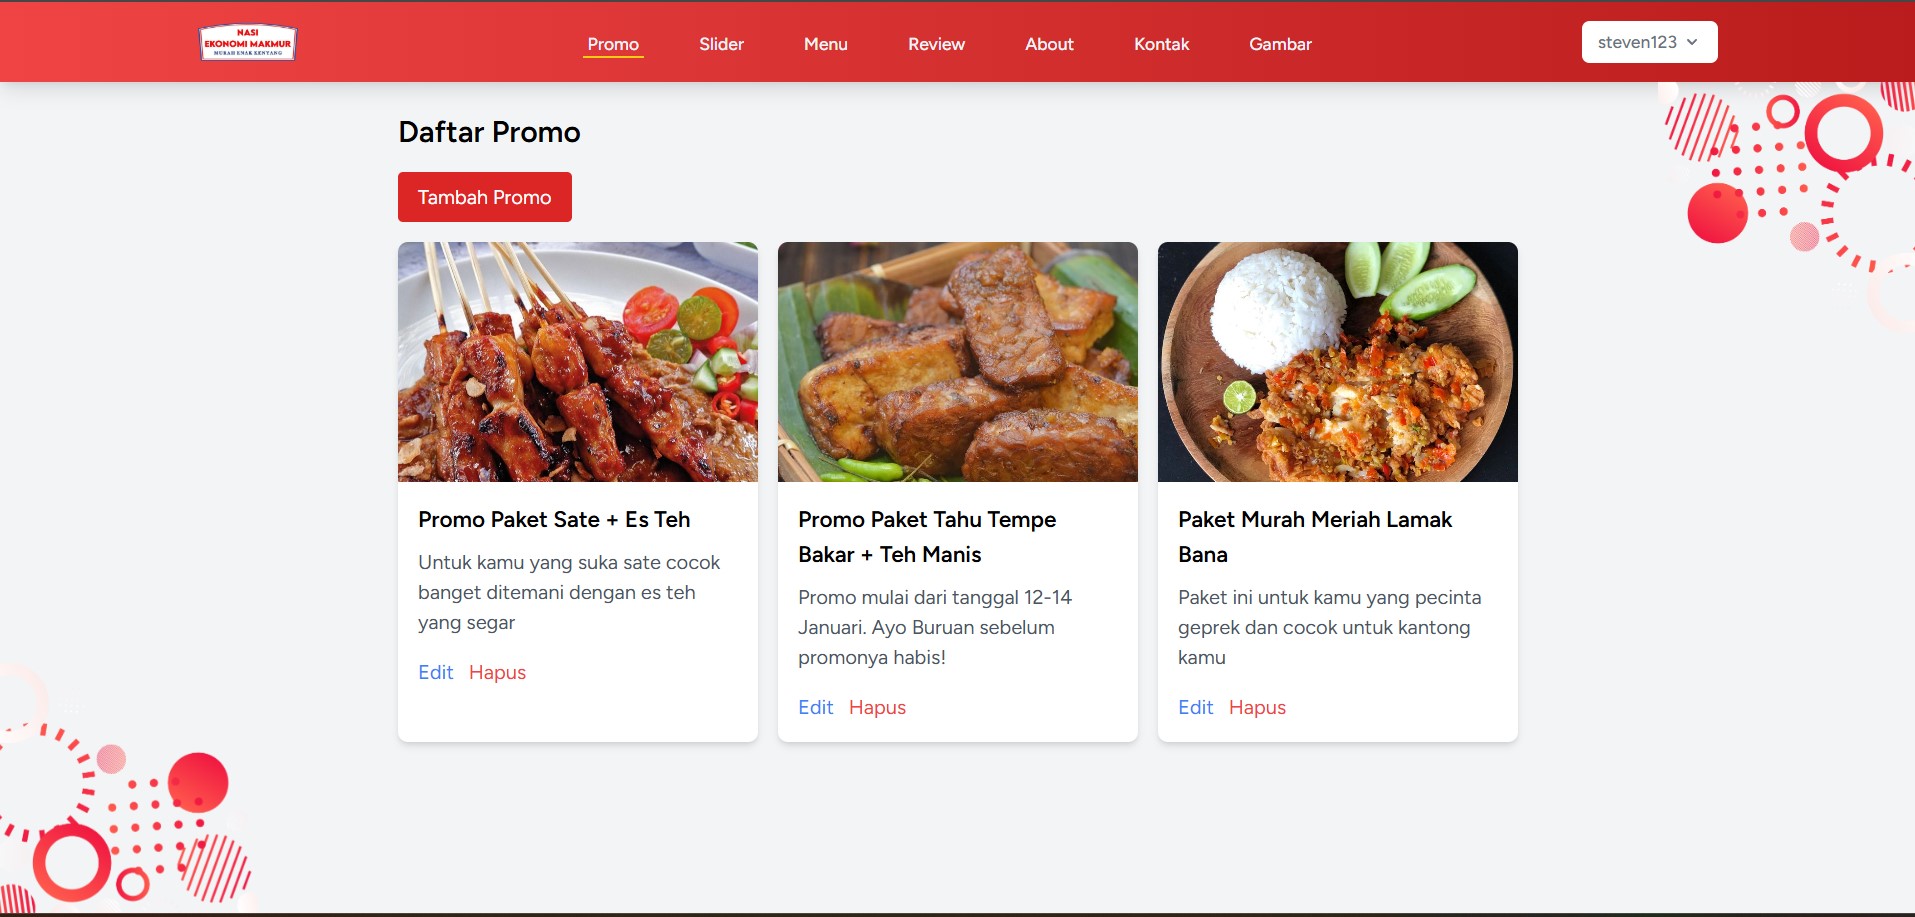 NASI
EKONOMI MAKMUR
MURAH ENAK KENYANG
Promo
Slider
Menu
Review
About
Kontak
Gambar
steven123
Daftar Promo
Tambah Promo
Promo Paket Sate + Es Teh
Untuk kamu yang suka sate cocok
banget ditemani dengan es teh
yang segar
Edit Hapus
Promo Paket Tahu Tempe
Bakar + Teh Manis
Promo mulai dari tanggal 12-14
Januari. Ayo Buruan sebelum
promonya habis!
Edit Hapus
Paket Murah Meriah Lamak
Bana
Paket ini untuk kamu yang pecinta
geprek dan cocok untuk kantong
kamu
Edit Hapus